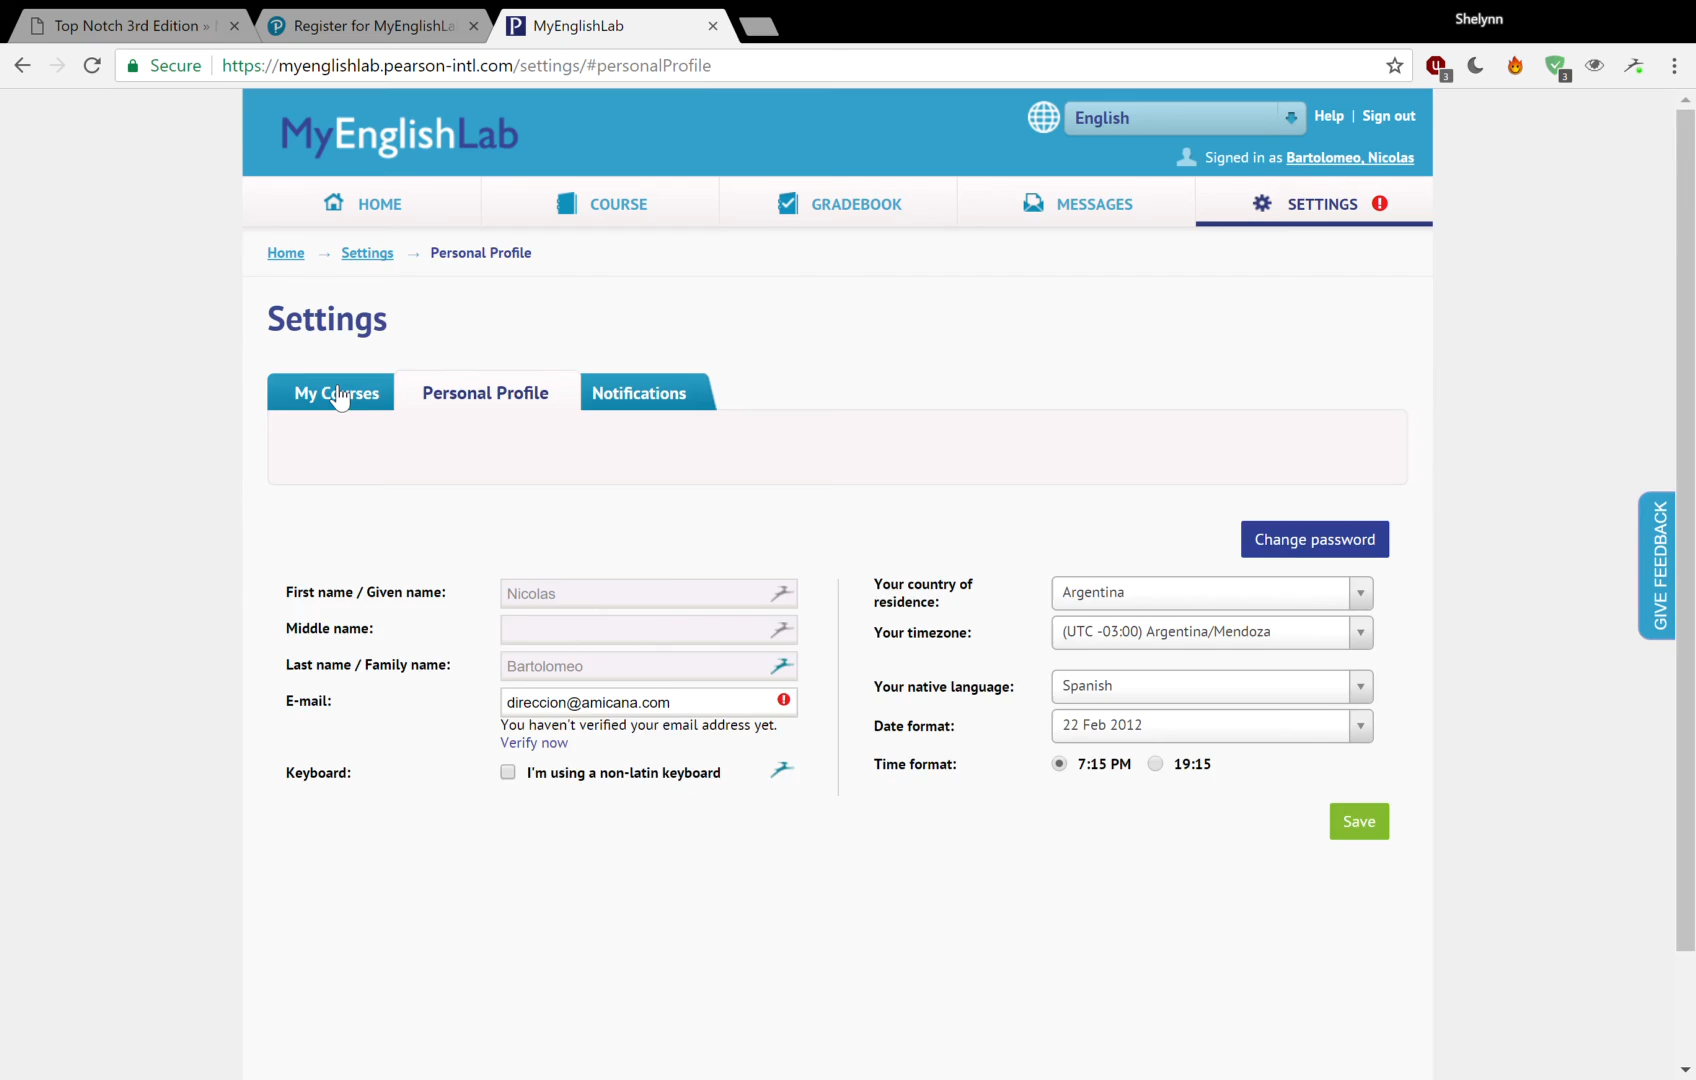 Shelynn
Top Notch 3rd Edition »
Register for MyEnglishLa
MyEnglishLab
Secure
https://myenglishlab.pearson-intl.com/settings/#personalProfile
3
3
MyEnglishLab
English
Help | Sign out
Signed in as Bartolomeo, Nicolas
HOME
COURSE
GRADEBOOK
MESSAGES
SETTINGS
Home → Settings → Personal Profile
Settings
My Courses
Personal Profile
Notifications
GIVE FEEDBACK
Change password
First name / Given name: Nicolas
Middle name:
Last name / Family name: Bartolomeo
E-mail: direccion@amicana.com
You haven't verified your email address yet.
Verify now
Keyboard: I'm using a non-latin keyboard
Your country of
residence:
Argentina
Your timezone: (UTC -03:00) Argentina/Mendoza
Your native language: Spanish
Date format: 22 Feb 2012
Time format: 7:15 PM 19:15
Save